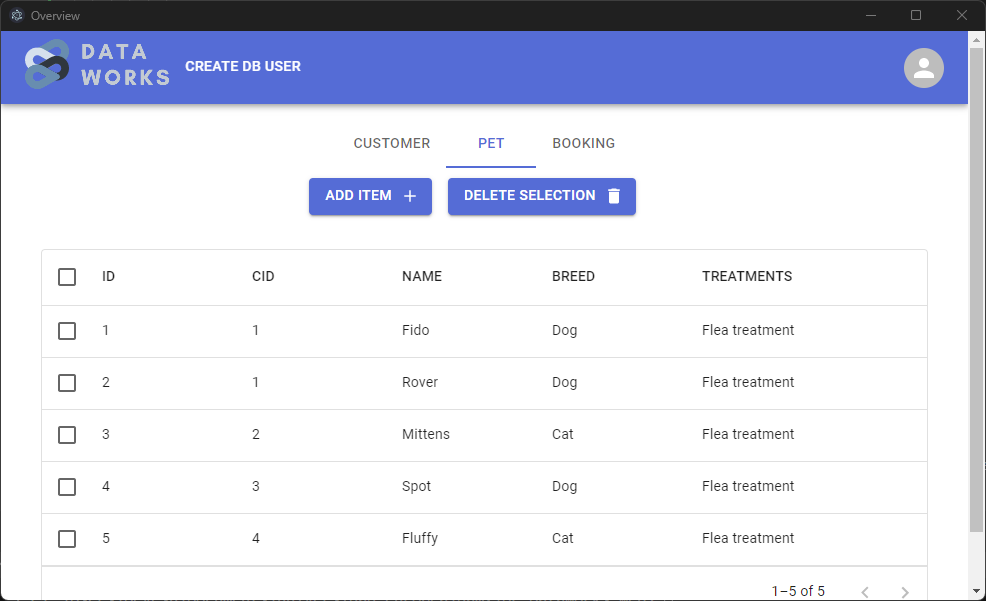 Overview
DATA
WORKS
CREATE DB USER
CUSTOMER PET BOOKING
ADD ITEM DELETE SELECTION
ID CID NAME BREED TREATMENTS
1 1 Fido Dog Flea treatment
2 1 Rover Dog Flea treatment
3 2 Mittens Cat Flea treatment
4 3 Spot Dog Flea treatment
5 4 Fluffy Cat Flea treatment
1–5 of 5